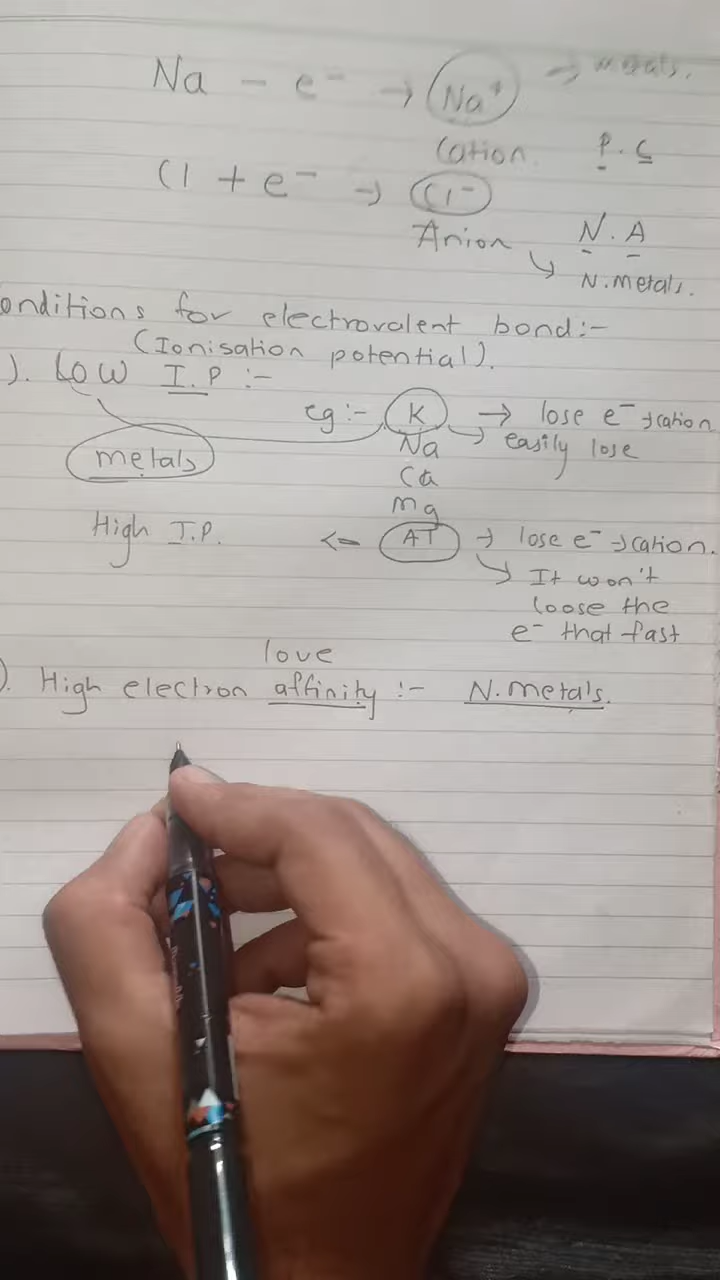 Na - e⁻ → Na⁺ → metals.
Cation P.C
Cl + e⁻ → Cl⁻
Anion N.A
N.metals.
onditions for electrovalent bond:-
(Ionisation potential).
). Low I.P :-
eg:- K → lose e⁻→cation
Na → easily lose
metals Ca
Mg
High I.P. <= Al → lose e⁻→cation.
It won't
loose the
e⁻ that fast
love
). High electron affinity :- N.metals.